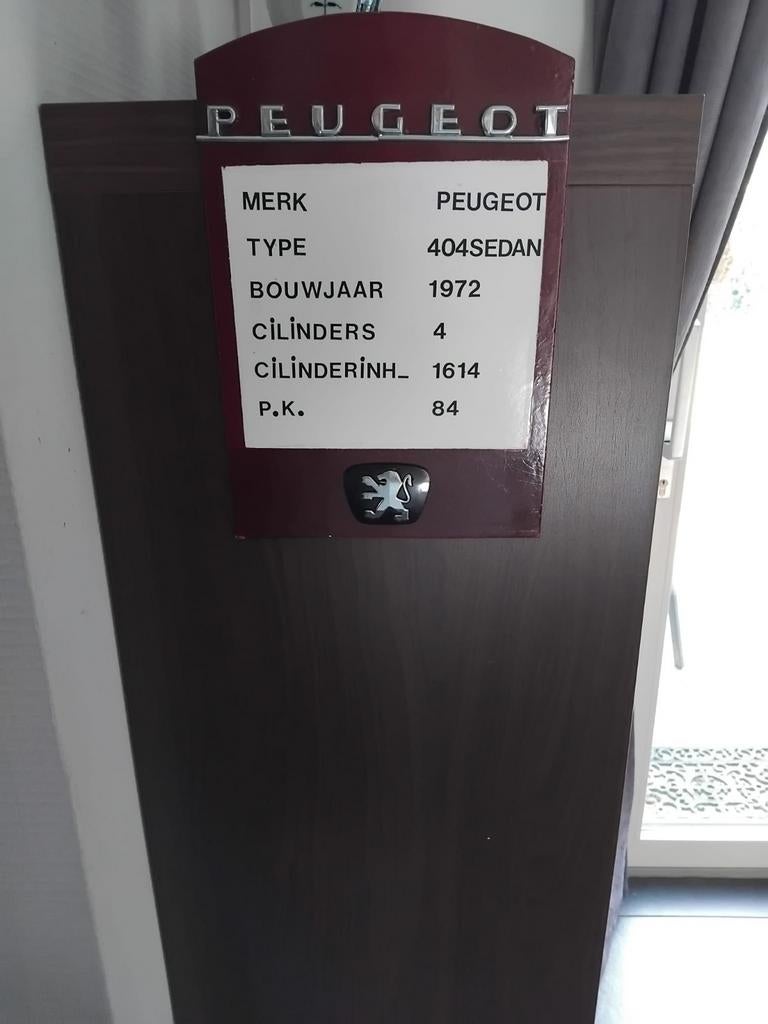 PEUGEOT
MERK PEUGEOT
TYPE 404SEDAN
BOUWJAAR 1972
CILINDERS 4
CILINDERINH_ 1614
P.K. 84